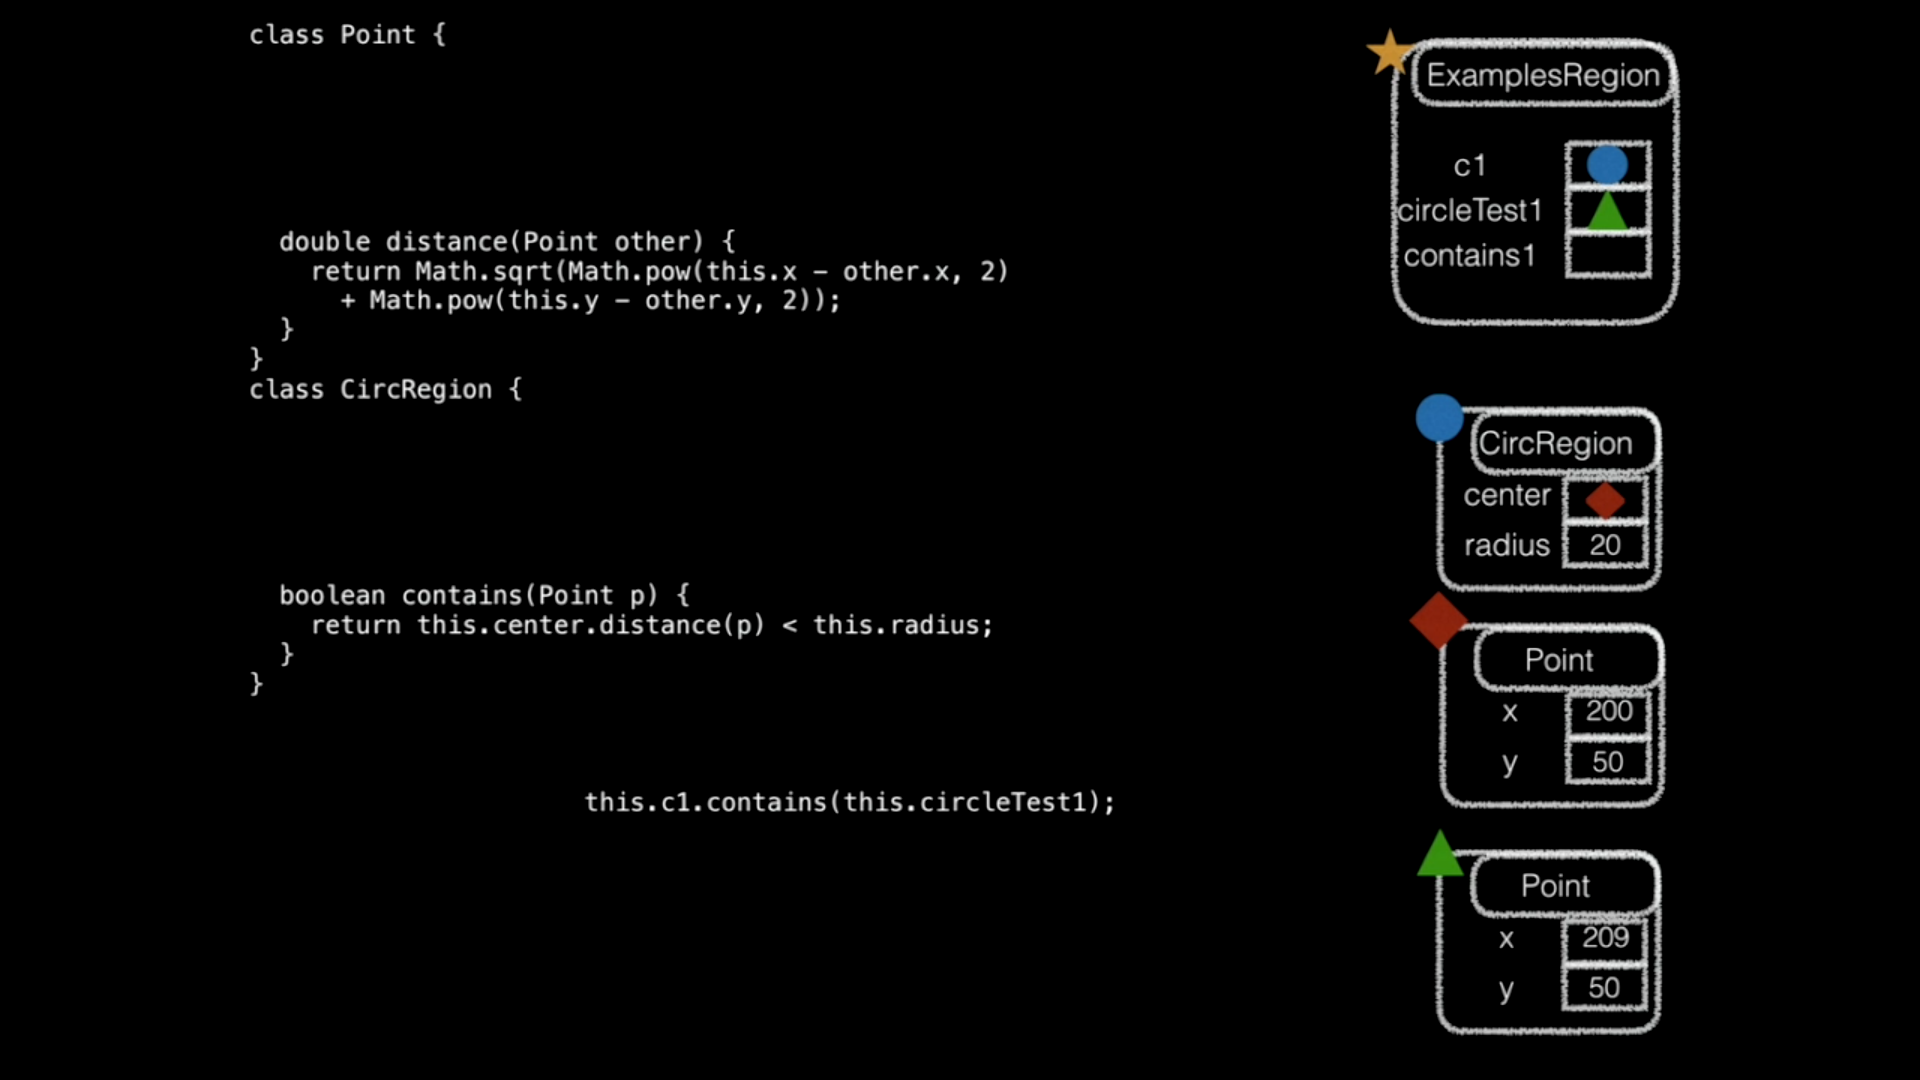 class Point {
  double distance(Point other) {
    return Math.sqrt(Math.pow(this.x - other.x, 2)
      + Math.pow(this.y - other.y, 2));
  }
}
class CircRegion {
  boolean contains(Point p) {
    return this.center.distance(p) < this.radius;
  }
}
this.c1.contains(this.circleTest1);
ExamplesRegion
c1
circleTest1
contains1
CircRegion
center
radius 20
Point
x 200
y 50
Point
x 209
y 50